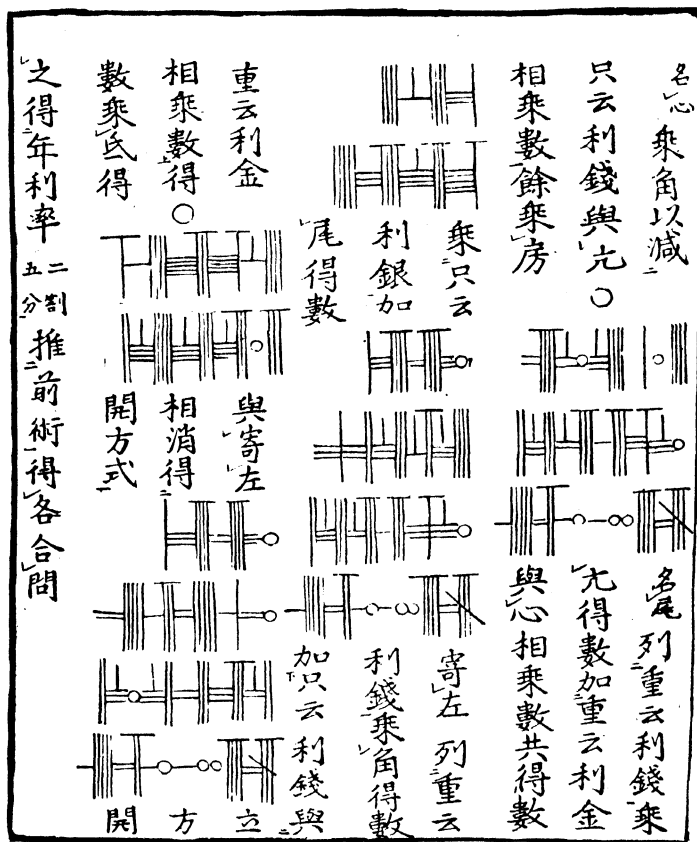 名心 乘角以減 名尾 列重云利錢乘
只云利錢與亢〇 亢得數加重云利金
相乘數餘乘房 與心相乘數共得數
乘只云 寄左 列重云
利銀加 利錢乘角得數
尾得數 加只云利錢與
重云利金 與寄左 立
相乘數得〇 相消得 方
數乘氐得 開方式 開
之得年利率 二割五分 推前術得各合問